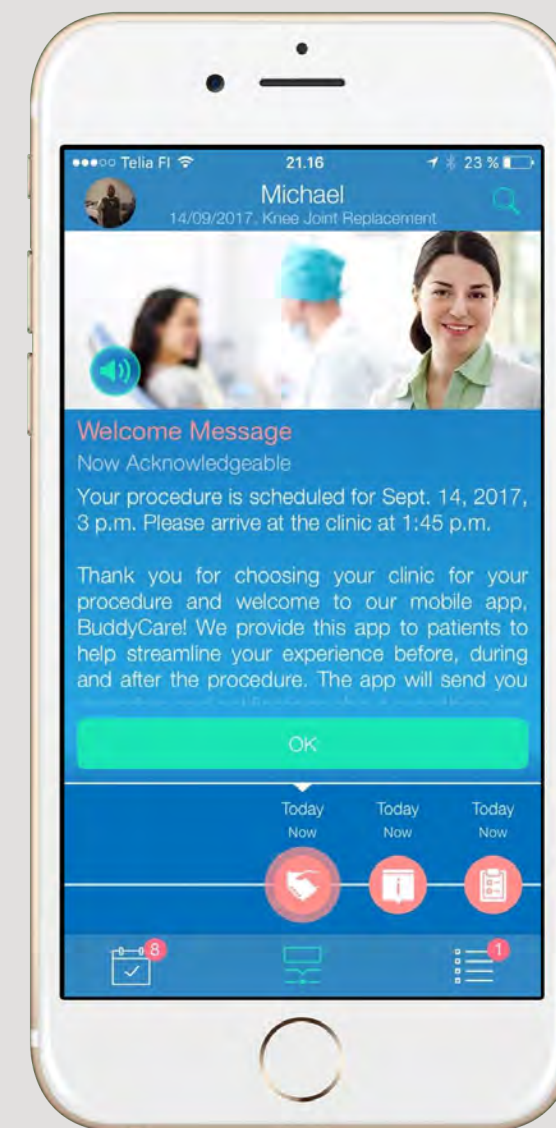 Telia FI 21.16 23 %
Michael
14/09/2017, Knee Joint Replacement
Welcome Message
Now Acknowledgeable
Your procedure is scheduled for Sept. 14, 2017,
3 p.m. Please arrive at the clinic at 1:45 p.m.
Thank you for choosing your clinic for your
procedure and welcome to our mobile app,
BuddyCare! We provide this app to patients to
help streamline your experience before, during
and after the procedure. The app will send you
OK
Today Today Today
Now Now Now
i
8 1